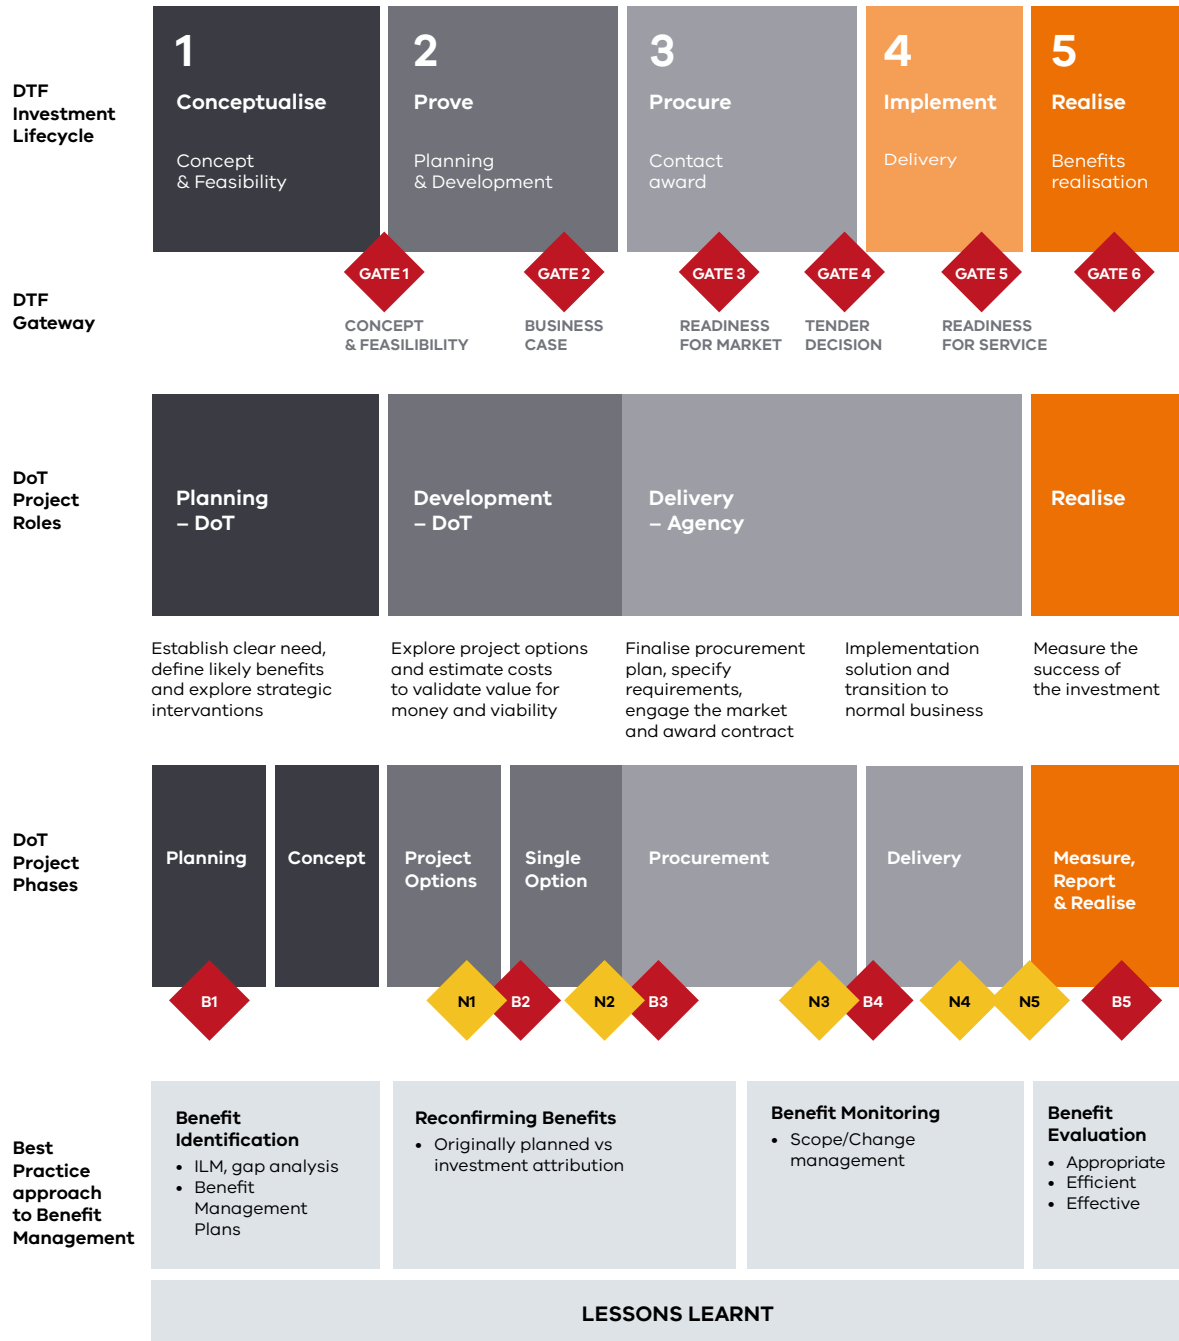 DTF
Investment
Lifecycle
1
Conceptualise
Concept
& Feasibility
2
Prove
Planning
& Development
3
Procure
Contact
award
4
Implement
Delivery
5
Realise
Benefits
realisation
DTF
Gateway
GATE 1
CONCEPT
& FEASILIBILITY
GATE 2
BUSINESS
CASE
GATE 3
READINESS
FOR MARKET
GATE 4
TENDER
DECISION
GATE 5
READINESS
FOR SERVICE
GATE 6
DoT
Project
Roles
Planning
– DoT
Development
– DoT
Delivery
– Agency
Realise
Establish clear need,
define likely benefits
and explore strategic
intervantions
Explore project options
and estimate costs
to validate value for
money and viability
Finalise procurement
plan, specify
requirements,
engage the market
and award contract
Implementation
solution and
transition to
normal business
Measure the
success of
the investment
DoT
Project
Phases
Planning
Concept
Project
Options
Single
Option
Procurement
Delivery
Measure,
Report
& Realise
B1
N1
B2
N2
B3
N3
B4
N4
N5
B5
Best
Practice
approach
to Benefit
Management
Benefit
Identification
• ILM, gap analysis
• Benefit
Management
Plans
Reconfirming Benefits
• Originally planned vs
investment attribution
Benefit Monitoring
• Scope/Change
management
Benefit
Evaluation
• Appropriate
• Efficient
• Effective
LESSONS LEARNT